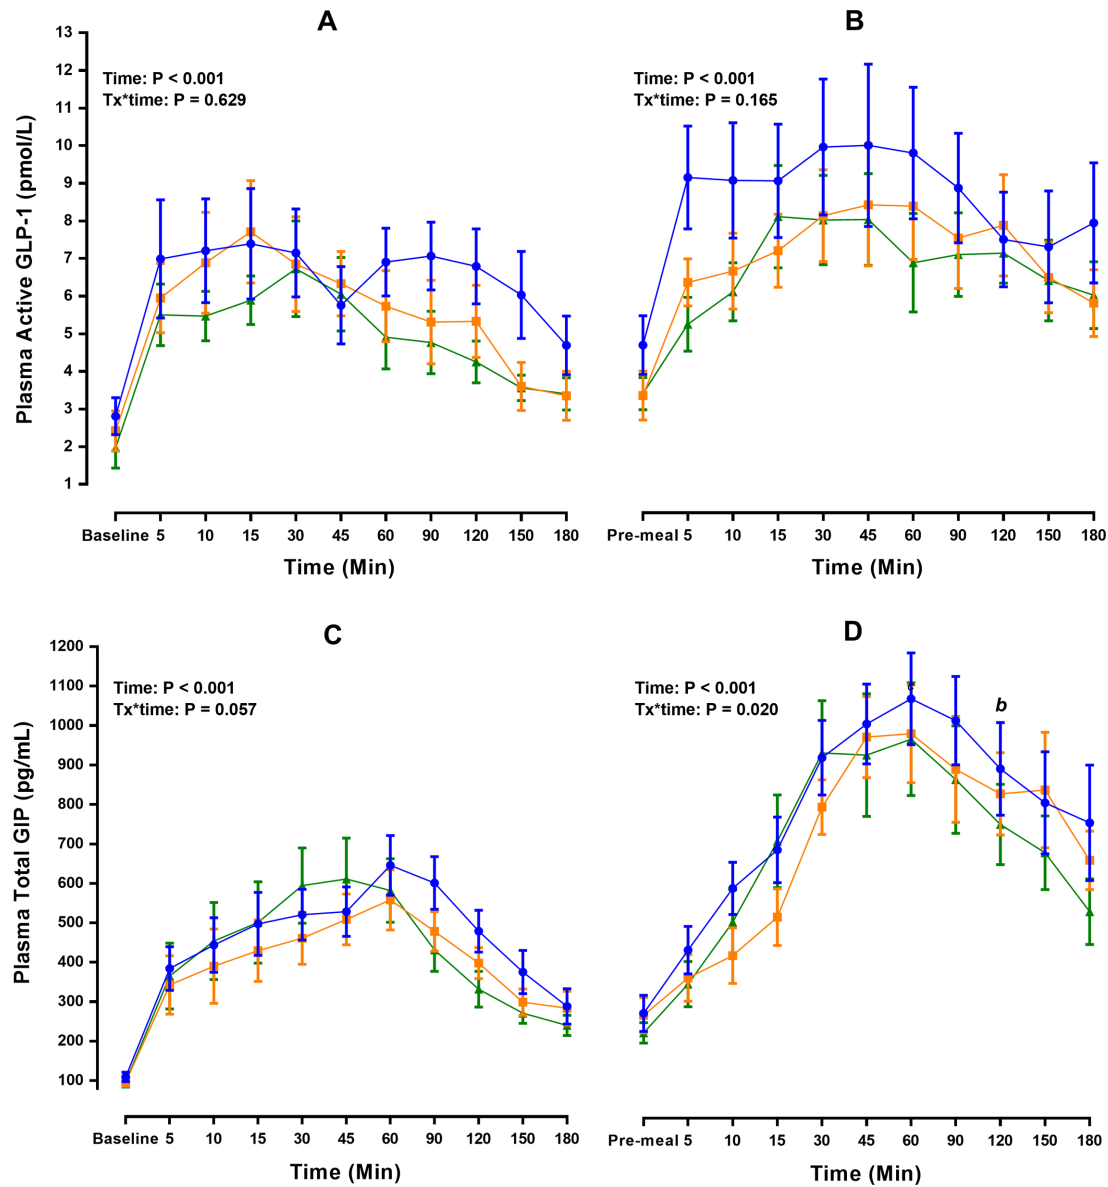 A
B
Time: P < 0.001
Tx*time: P = 0.629
Time: P < 0.001
Tx*time: P = 0.165
Plasma Active GLP-1 (pmol/L)
13
12
11
10
9
8
7
6
5
4
3
2
1
Baseline 5 10 15 30 45 60 90 120 150 180
Time (Min)
Pre-meal 5 10 15 30 45 60 90 120 150 180
Time (Min)
C
D
Time: P < 0.001
Tx*time: P = 0.057
Time: P < 0.001
Tx*time: P = 0.020
b
Plasma Total GIP (pg/mL)
1200
1100
1000
900
800
700
600
500
400
300
200
100
Baseline 5 10 15 30 45 60 90 120 150 180
Time (Min)
Pre-meal 5 10 15 30 45 60 90 120 150 180
Time (Min)